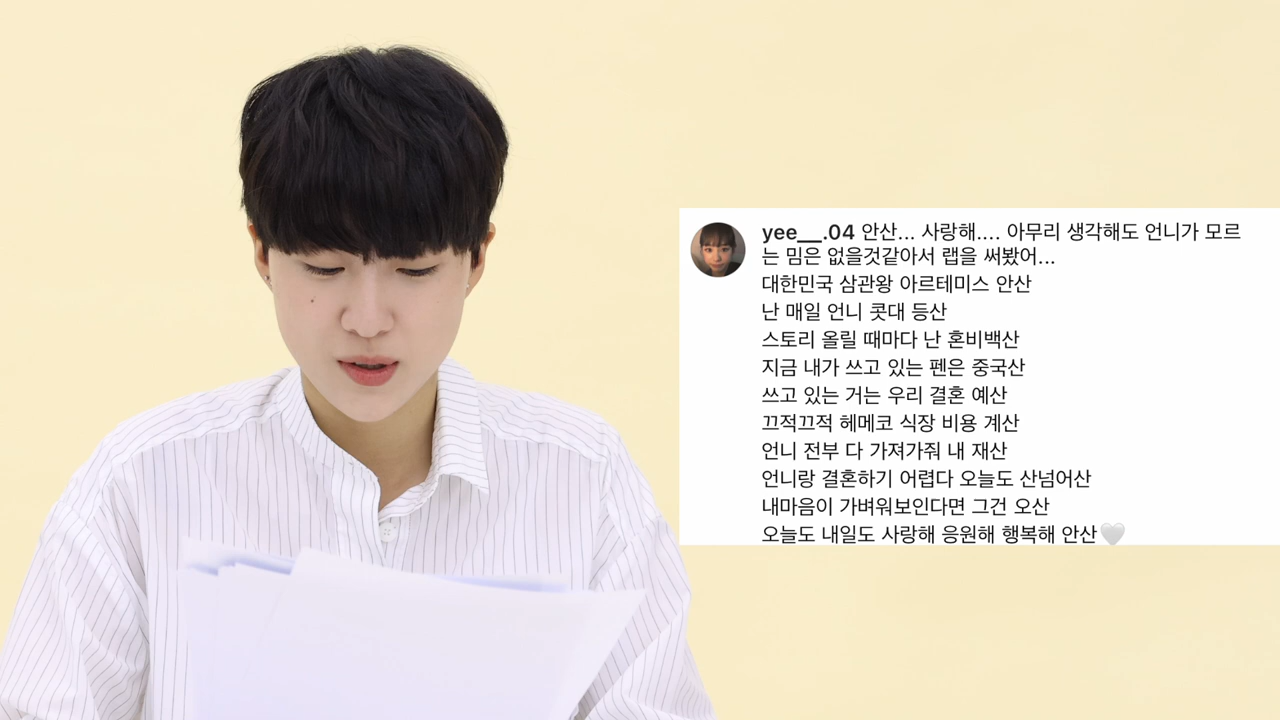 yee__.04 안산... 사랑해.... 아무리 생각해도 언니가 모르
는 밈은 없을것같아서 랩을 써봤어...
대한민국 삼관왕 아르테미스 안산
난 매일 언니 콧대 등산
스토리 올릴 때마다 난 혼비백산
지금 내가 쓰고 있는 펜은 중국산
쓰고 있는 거는 우리 결혼 예산
끄적끄적 헤메코 식장 비용 계산
언니 전부 다 가져가줘 내 재산
언니랑 결혼하기 어렵다 오늘도 산넘어산
내마음이 가벼워보인다면 그건 오산
오늘도 내일도 사랑해 응원해 행복해 안산🤍